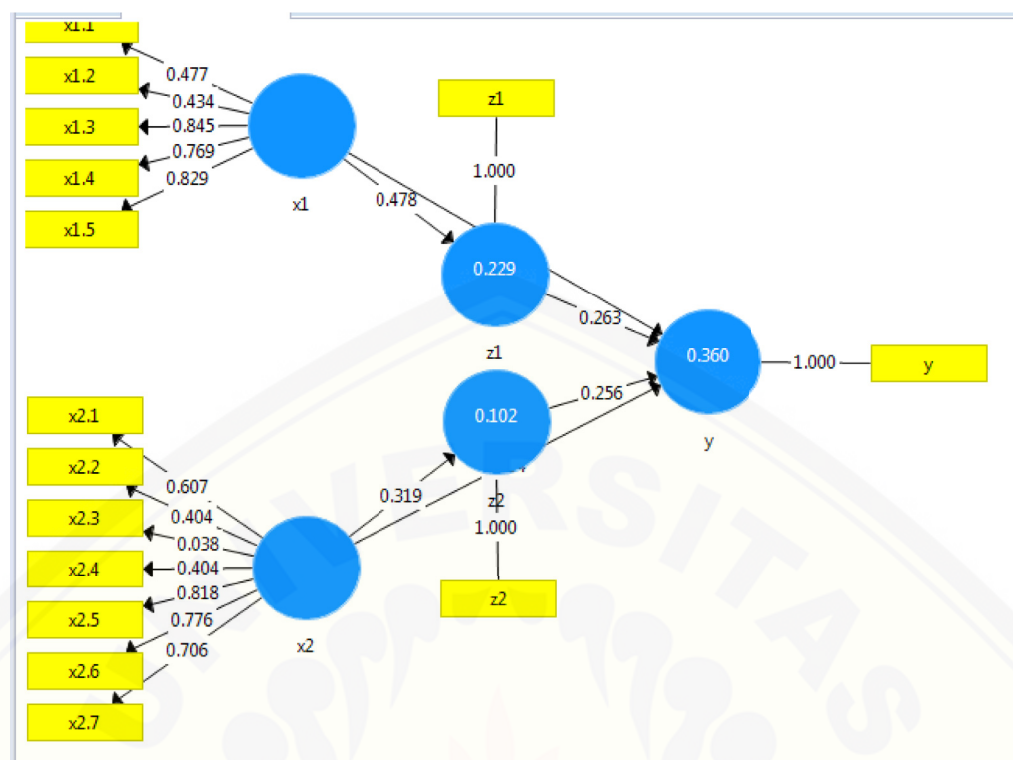 x1.1
x1.2
x1.3
x1.4
x1.5
0.477
0.434
0.845
0.769
0.829
x1
0.478
z1
1.000
0.229
z1
0.263
0.360
y
1.000
y
0.102
z2
0.256
0.319
1.000
z2
x2.1
x2.2
x2.3
x2.4
x2.5
x2.6
x2.7
0.607
0.404
0.038
0.404
0.818
0.776
0.706
x2
UNIVERSITAS